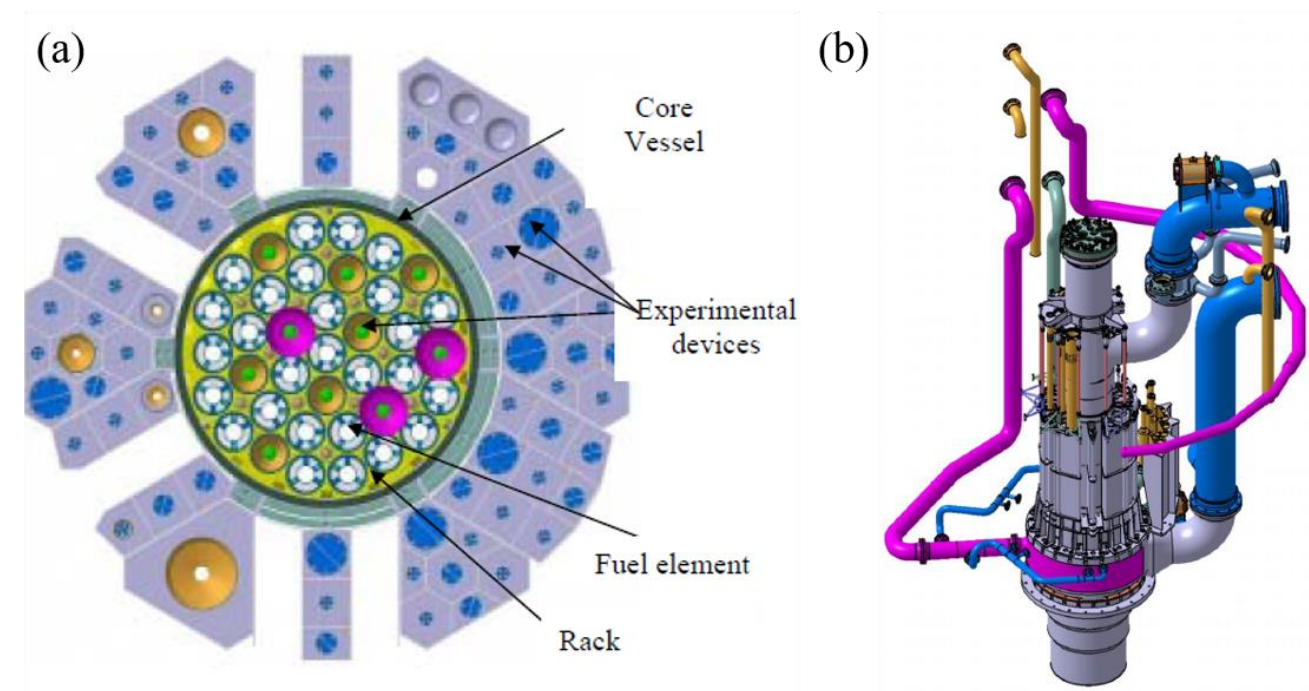 (a)
(b)
Core
Vessel
Experimental
devices
Fuel element
Rack